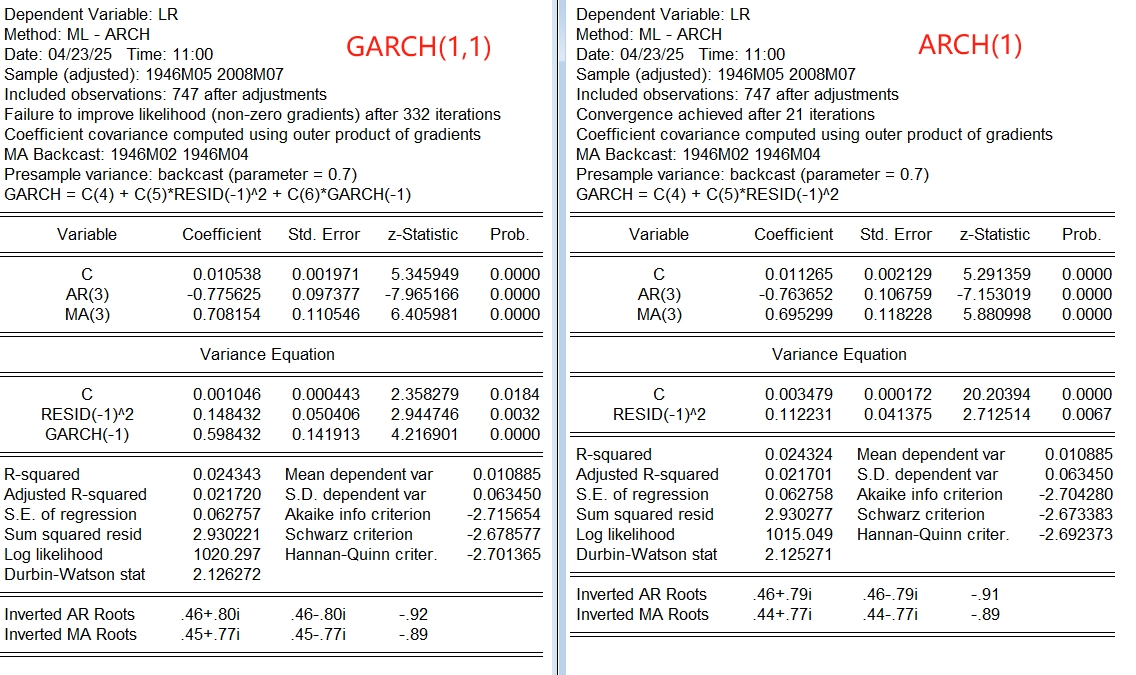 Dependent Variable: LR
Method: ML - ARCH
Date: 04/23/25 Time: 11:00
Sample (adjusted): 1946M05 2008M07
Included observations: 747 after adjustments
Failure to improve likelihood (non-zero gradients) after 332 iterations
Coefficient covariance computed using outer product of gradients
MA Backcast: 1946M02 1946M04
Presample variance: backcast (parameter = 0.7)
GARCH = C(4) + C(5)*RESID(-1)^2 + C(6)*GARCH(-1)
GARCH(1,1)
Variable Coefficient Std. Error z-Statistic Prob.
C 0.010538 0.001971 5.345949 0.0000
AR(3) -0.775625 0.097377 -7.965166 0.0000
MA(3) 0.708154 0.110546 6.405981 0.0000
Variance Equation
C 0.001046 0.000443 2.358279 0.0184
RESID(-1)^2 0.148432 0.050406 2.944746 0.0032
GARCH(-1) 0.598432 0.141913 4.216901 0.0000
R-squared 0.024343 Mean dependent var 0.010885
Adjusted R-squared 0.021720 S.D. dependent var 0.063450
S.E. of regression 0.062757 Akaike info criterion -2.715654
Sum squared resid 2.930221 Schwarz criterion -2.678577
Log likelihood 1020.297 Hannan-Quinn criter. -2.701365
Durbin-Watson stat 2.126272
Inverted AR Roots .46+.80i .46-.80i -.92
Inverted MA Roots .45+.77i .45-.77i -.89
Dependent Variable: LR
Method: ML - ARCH
Date: 04/23/25 Time: 11:00
Sample (adjusted): 1946M05 2008M07
Included observations: 747 after adjustments
Convergence achieved after 21 iterations
Coefficient covariance computed using outer product of gradients
MA Backcast: 1946M02 1946M04
Presample variance: backcast (parameter = 0.7)
GARCH = C(4) + C(5)*RESID(-1)^2
ARCH(1)
Variable Coefficient Std. Error z-Statistic Prob.
C 0.011265 0.002129 5.291359 0.0000
AR(3) -0.763652 0.106759 -7.153019 0.0000
MA(3) 0.695299 0.118228 5.880998 0.0000
Variance Equation
C 0.003479 0.000172 20.20394 0.0000
RESID(-1)^2 0.112231 0.041375 2.712514 0.0067
R-squared 0.024324 Mean dependent var 0.010885
Adjusted R-squared 0.021701 S.D. dependent var 0.063450
S.E. of regression 0.062758 Akaike info criterion -2.704280
Sum squared resid 2.930277 Schwarz criterion -2.673383
Log likelihood 1015.049 Hannan-Quinn criter. -2.692373
Durbin-Watson stat 2.125271
Inverted AR Roots .46+.79i .46-.79i -.91
Inverted MA Roots .44+.77i .44-.77i -.89